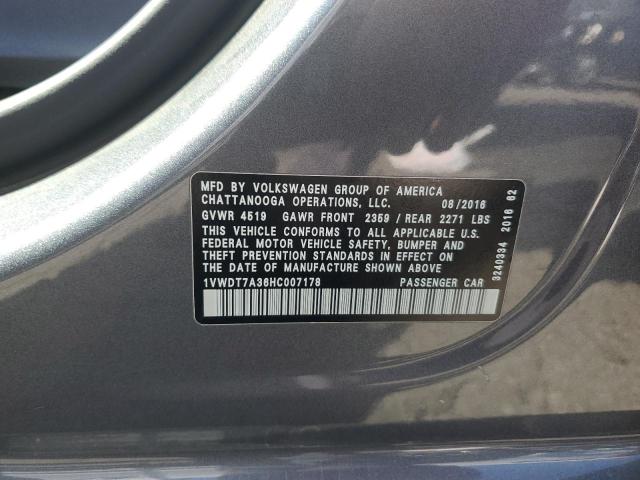 MFD BY VOLKSWAGEN GROUP OF AMERICA
CHATTANOOGA OPERATIONS, LLC. 08/2016
GVWR 4519 GAWR FRONT 2359 / REAR 2271 LBS
THIS VEHICLE CONFORMS TO ALL APPLICABLE U.S.
FEDERAL MOTOR VEHICLE SAFETY, BUMPER AND
THEFT PREVENTION STANDARDS IN EFFECT ON
THE DATE OF MANUFACTURE SHOWN ABOVE
1VWDT7A36HC007178 PASSENGER CAR
3240334 2016 62